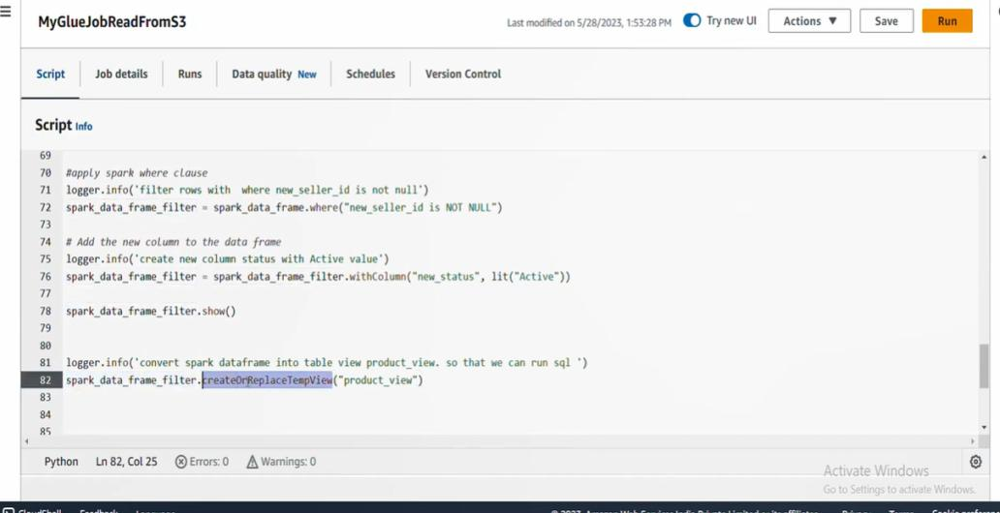 MyGlueJobReadFromS3
Last modified on 5/28/2023, 1:53:28 PM Try new UI Actions ▼ Save Run
Script Job details Runs Data quality New Schedules Version Control
Script Info
69
70 #apply spark where clause
71 logger.info('filter rows with  where new_seller_id is not null')
72 spark_data_frame_filter = spark_data_frame.where("new_seller_id is NOT NULL")
73
74 # Add the new column to the data frame
75 logger.info('create new column status with Active value')
76 spark_data_frame_filter = spark_data_frame_filter.withColumn("new_status", lit("Active"))
77
78 spark_data_frame_filter.show()
79
80
81 logger.info('convert spark dataframe into table view product_view. so that we can run sql ')
82 spark_data_frame_filter.createOrReplaceTempView("product_view")
83
84
85
Python Ln 82, Col 25 Errors: 0 Warnings: 0
Activate Windows
Go to Settings to activate Windows.
CloudShell Feedback Language © 2023, Amazon Web Services India Private Limited or its affiliates. Privacy Terms Cookie preferences